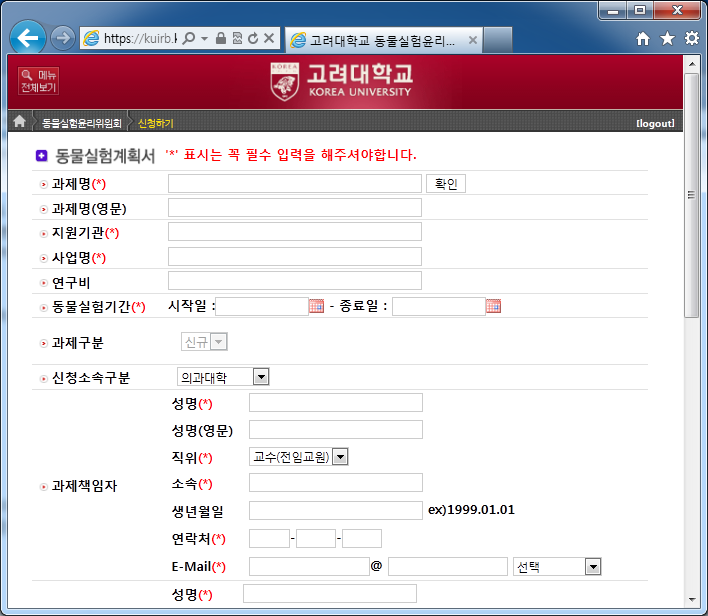 https://kuirb.k
고려대학교 동물실험윤리...
메뉴
전체보기
KOREA
고려대학교
KOREA UNIVERSITY
동물실험윤리위원회 신청하기 [logout]
동물실험계획서 '*' 표시는 꼭 필수 입력을 해주셔야합니다.
과제명(*) 확인
과제명(영문)
지원기관(*)
사업명(*)
연구비
동물실험기간(*) 시작일 : - 종료일 :
과제구분 신규
신청소속구분 의과대학
성명(*)
성명(영문)
직위(*) 교수(전임교원)
과제책임자
소속(*)
생년월일 ex)1999.01.01
연락처(*) - -
E-Mail(*) @ 선택
성명(*)